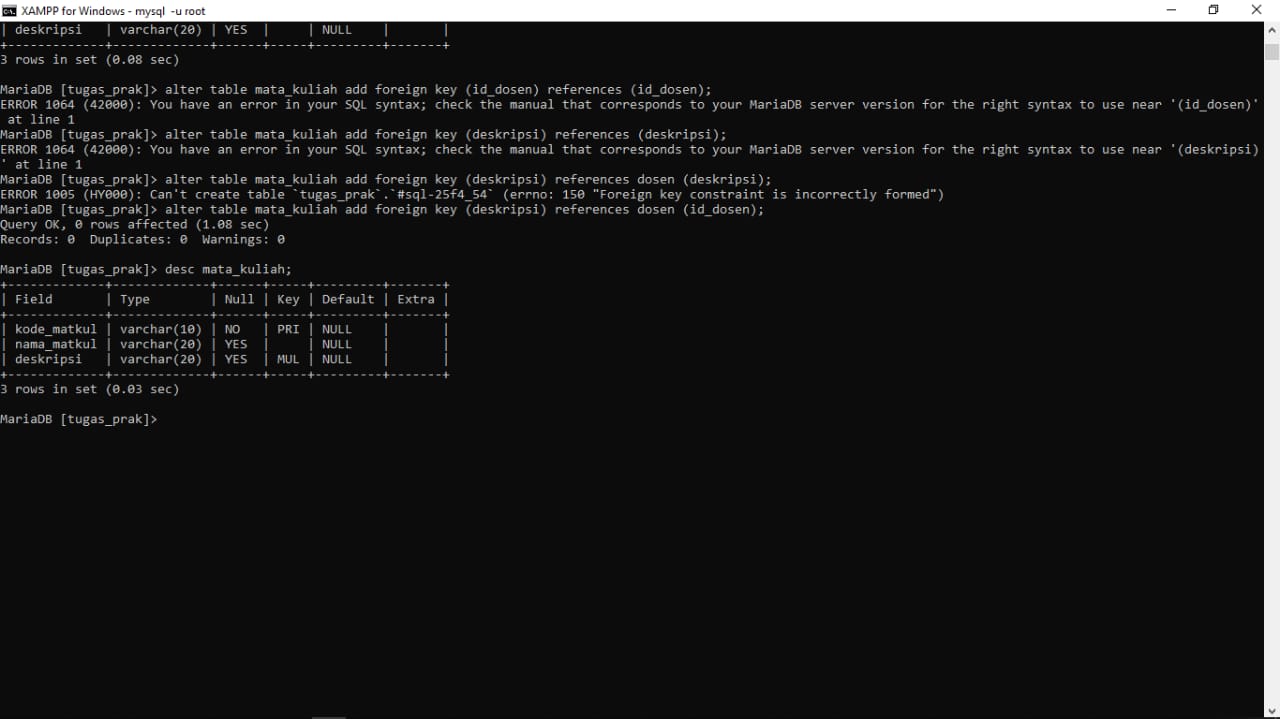 XAMPP for Windows - mysql  -u root
| deskripsi   | varchar(20) | YES  |     | NULL    |       |
+-------------+-------------+------+-----+---------+-------+
3 rows in set (0.08 sec)
MariaDB [tugas_prak]> alter table mata_kuliah add foreign key (id_dosen) references (id_dosen);
ERROR 1064 (42000): You have an error in your SQL syntax; check the manual that corresponds to your MariaDB server version for the right syntax to use near '(id_dosen)'
 at line 1
MariaDB [tugas_prak]> alter table mata_kuliah add foreign key (deskripsi) references (deskripsi);
ERROR 1064 (42000): You have an error in your SQL syntax; check the manual that corresponds to your MariaDB server version for the right syntax to use near '(deskripsi)
' at line 1
MariaDB [tugas_prak]> alter table mata_kuliah add foreign key (deskripsi) references dosen (deskripsi);
ERROR 1005 (HY000): Can't create table `tugas_prak`.`#sql-25f4_54` (errno: 150 "Foreign key constraint is incorrectly formed")
MariaDB [tugas_prak]> alter table mata_kuliah add foreign key (deskripsi) references dosen (id_dosen);
Query OK, 0 rows affected (1.08 sec)
Records: 0  Duplicates: 0  Warnings: 0
MariaDB [tugas_prak]> desc mata_kuliah;
+-------------+-------------+------+-----+---------+-------+
| Field       | Type        | Null | Key | Default | Extra |
+-------------+-------------+------+-----+---------+-------+
| kode_matkul | varchar(10) | NO   | PRI | NULL    |       |
| nama_matkul | varchar(20) | YES  |     | NULL    |       |
| deskripsi   | varchar(20) | YES  | MUL | NULL    |       |
+-------------+-------------+------+-----+---------+-------+
3 rows in set (0.03 sec)
MariaDB [tugas_prak]>